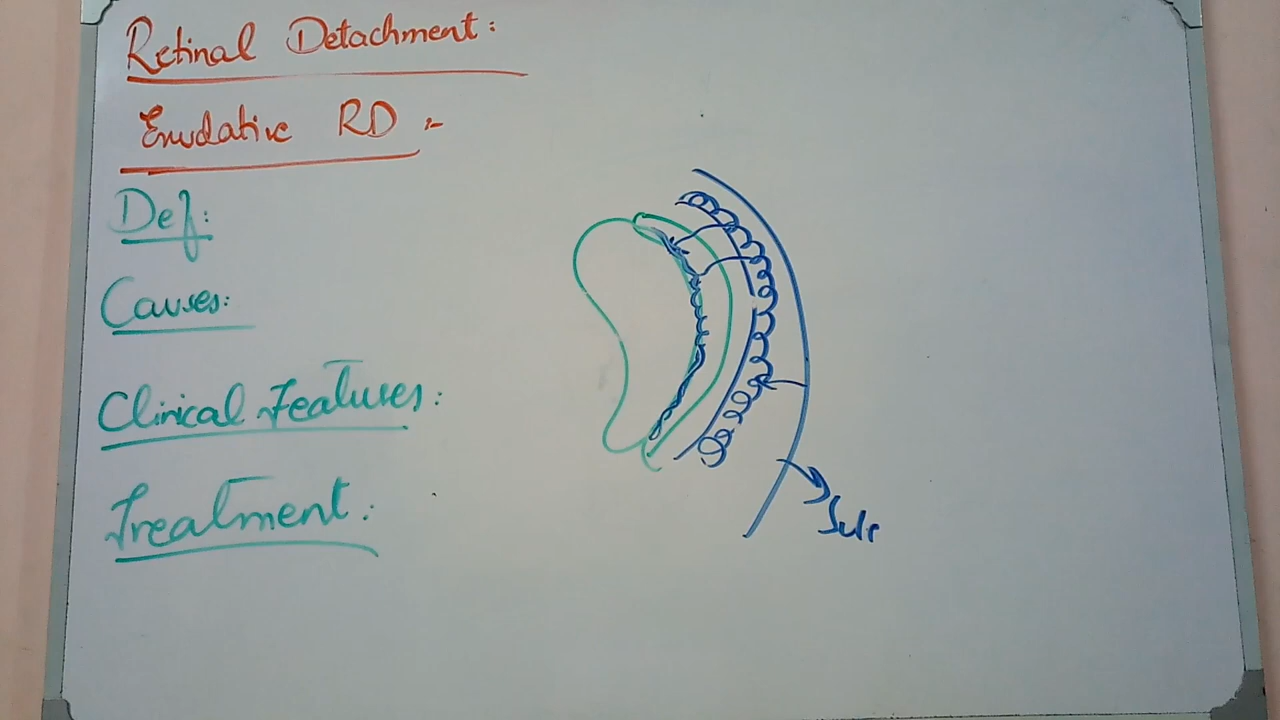 Retinal Detachment:
Exudative RD :-
Def:
Causes:
Clinical Features:
Treatment: